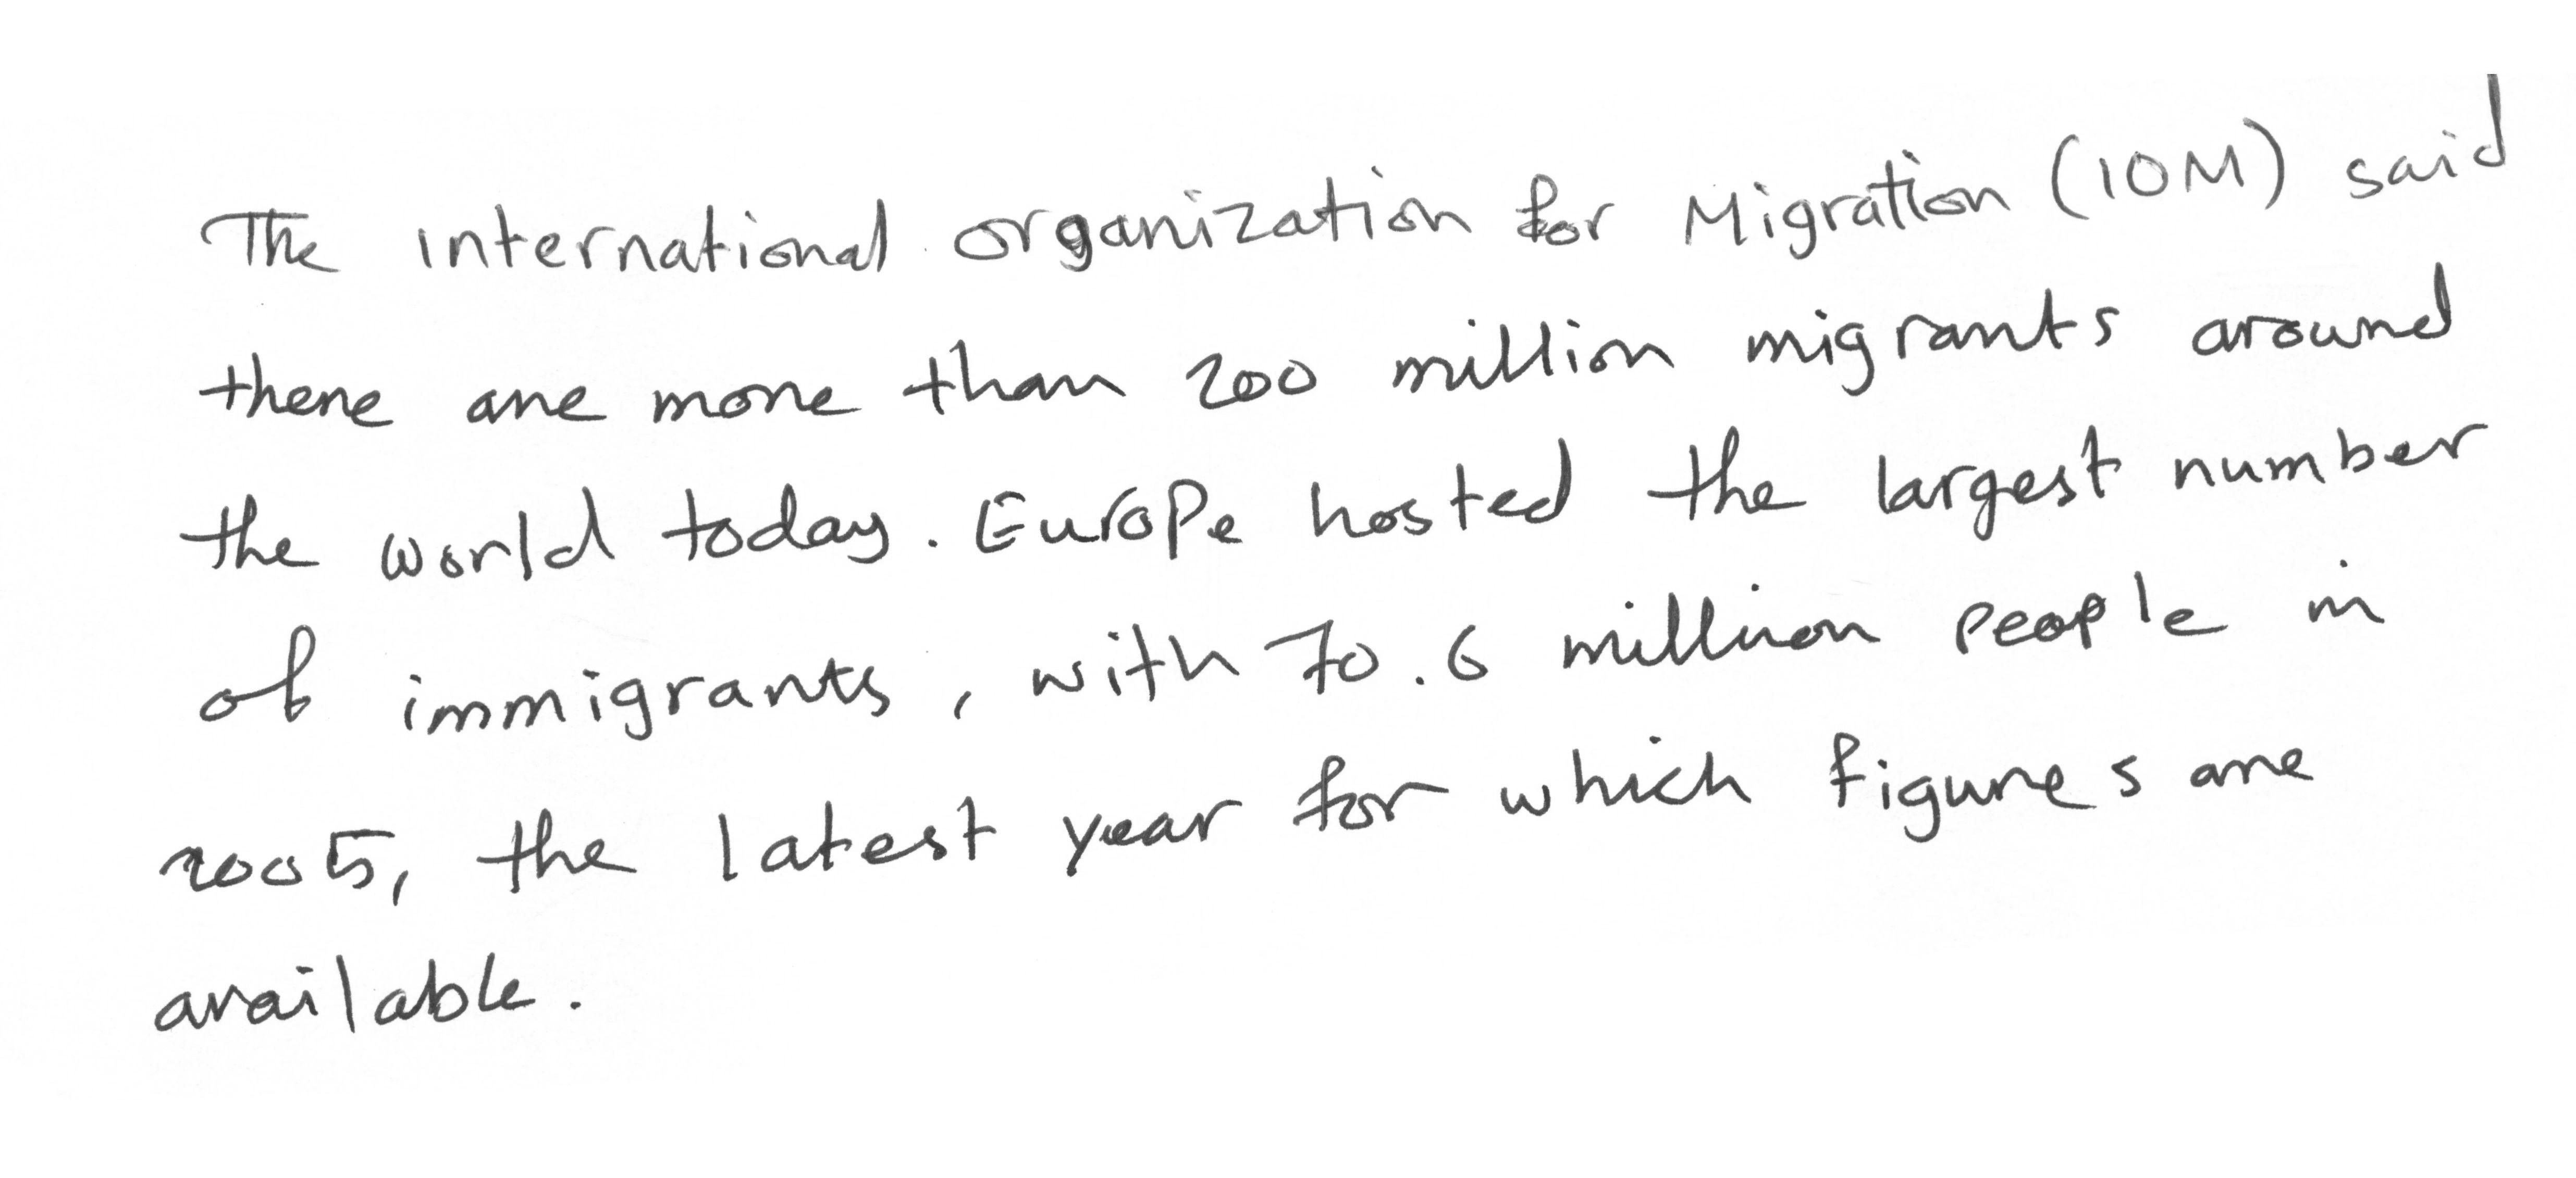 The international organization for Migration (IOM) said
there are more than 200 million migrants around
the world today. Europe hosted the largest number
of immigrants, with 70.6 million people in
2005, the latest year for which figures are
available.